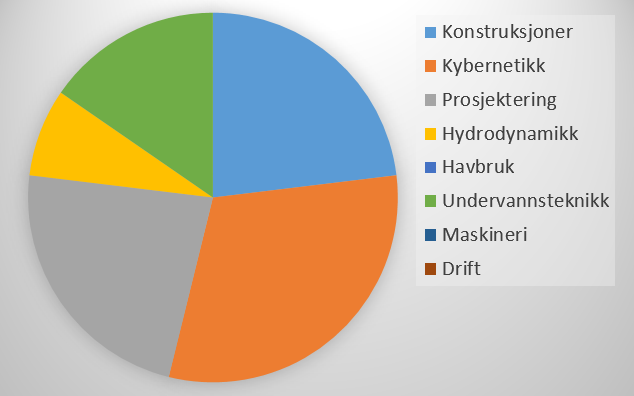 Konstruksjoner
Kybernetikk
Prosjektering
Hydrodynamikk
Havbruk
Undervannsteknikk
Maskineri
Drift